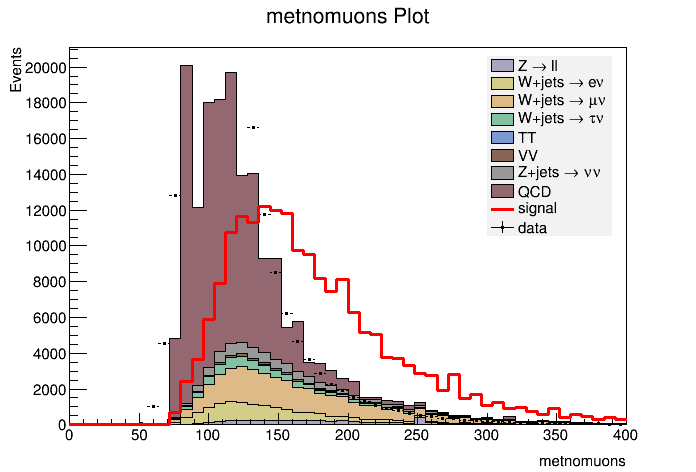 metnomuons Plot
Events
20000
18000
16000
14000
12000
10000
8000
6000
4000
2000
0
Z → ll
W+jets → eν
W+jets → μν
W+jets → τν
TT
VV
Z+jets → νν
QCD
signal
data
0 50 100 150 200 250 300 350 400
metnomuons